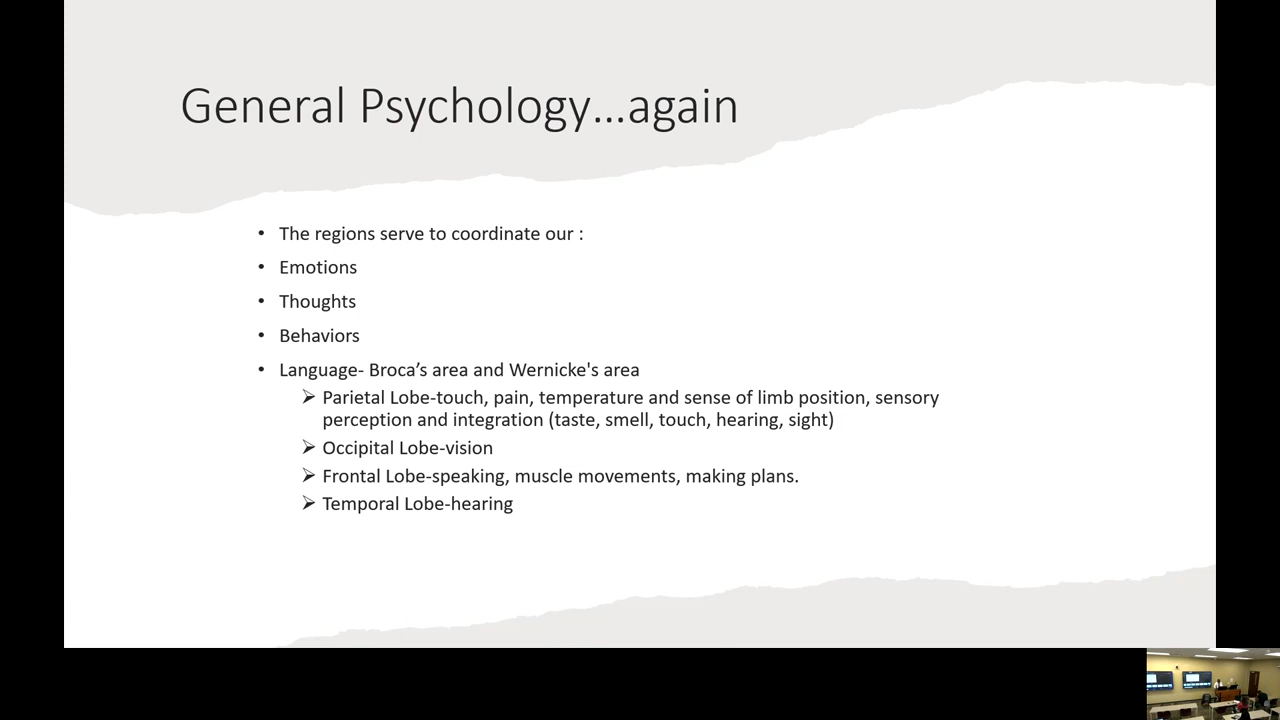 General Psychology…again
• The regions serve to coordinate our :
• Emotions
• Thoughts
• Behaviors
• Language- Broca’s area and Wernicke's area
➢ Parietal Lobe-touch, pain, temperature and sense of limb position, sensory
perception and integration (taste, smell, touch, hearing, sight)
➢ Occipital Lobe-vision
➢ Frontal Lobe-speaking, muscle movements, making plans.
➢ Temporal Lobe-hearing